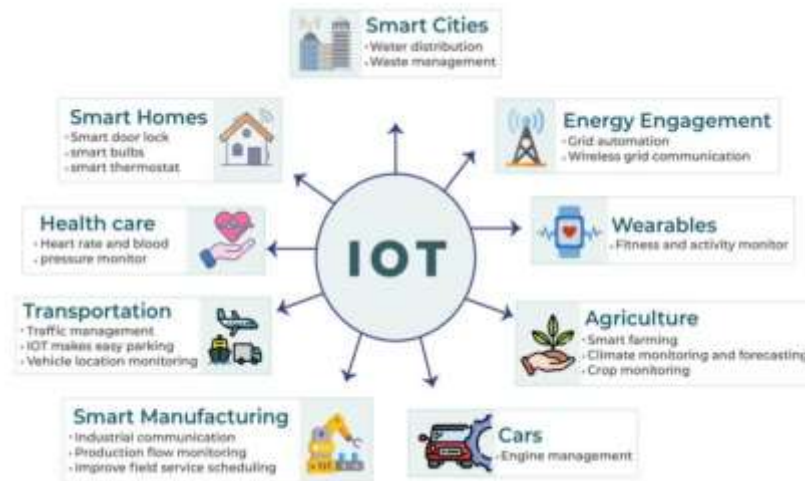 Smart Cities
• Water distribution
• Waste management
Smart Homes
• Smart door lock
• smart bulbs
• smart thermostat
Energy Engagement
• Grid automation
• Wireless grid communication
Health care
• Heart rate and blood
• pressure monitor
IOT
Wearables
• Fitness and activity monitor
Transportation
• Traffic management
• IOT makes easy parking
• Vehicle location monitoring
Agriculture
• Smart farming
• Climate monitoring and forecasting
• Crop monitoring
Smart Manufacturing
• Industrial communication
• Production flow monitoring
• Improve field service scheduling
Cars
• Engine management